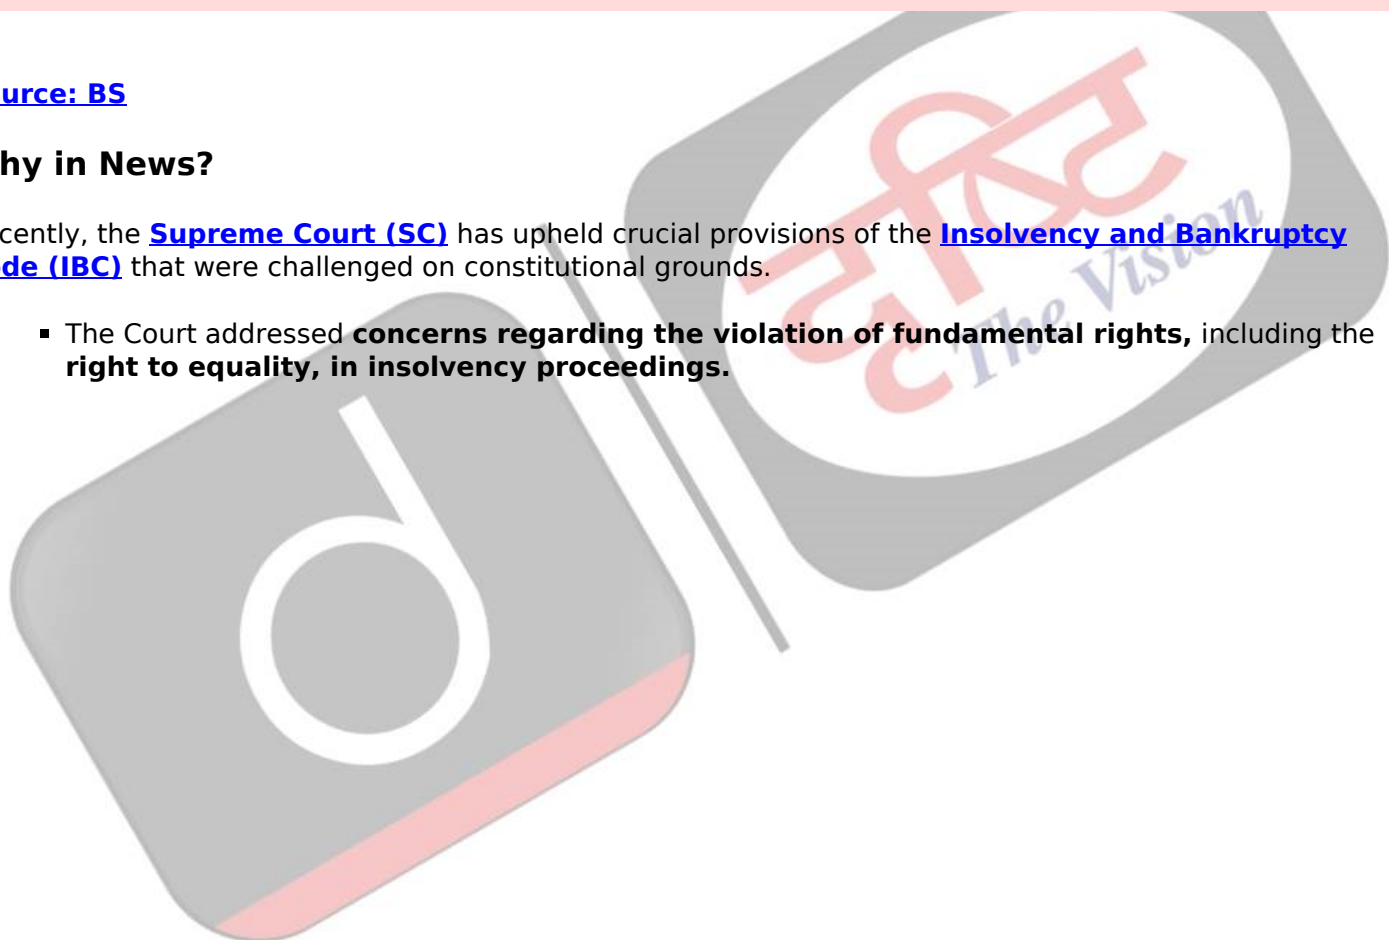 urce: BS
hy in News?
cently, the Supreme Court (SC) has upheld crucial provisions of the Insolvency and Bankruptcy
de (IBC) that were challenged on constitutional grounds.
▪ The Court addressed concerns regarding the violation of fundamental rights, including the
right to equality, in insolvency proceedings.
दृष्टि
The Vision
d